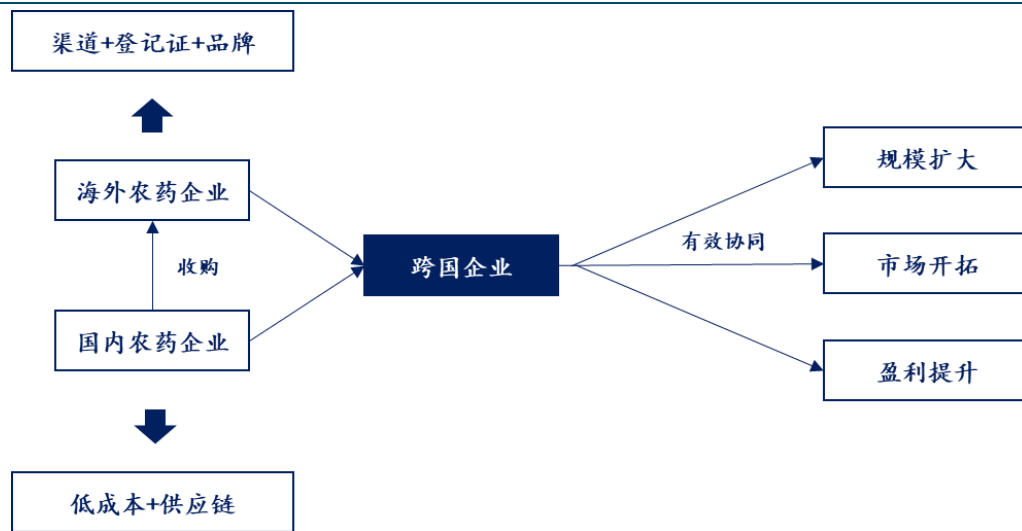 渠道+登记证+品牌
海外农药企业
收购
国内农药企业
低成本+供应链
跨国企业
有效协同
规模扩大
市场开拓
盈利提升